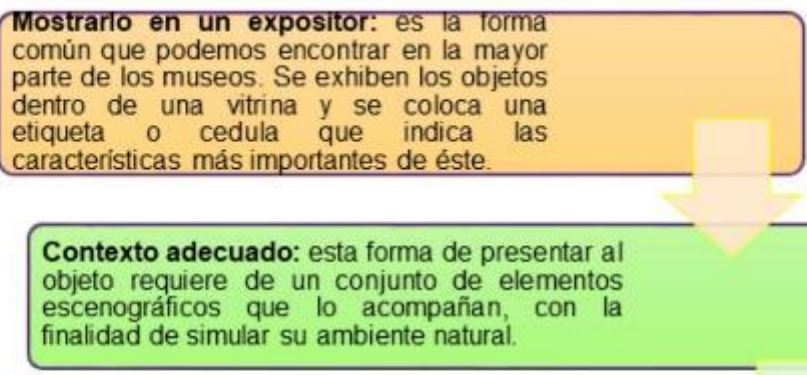 Mostrarlo en un expositor: es la forma
común que podemos encontrar en la mayor
parte de los museos. Se exhiben los objetos
dentro de una vitrina y se coloca una
etiqueta o cedula que indica las
características más importantes de éste.
Contexto adecuado: esta forma de presentar al
objeto requiere de un conjunto de elementos
escenográficos que lo acompañan, con la
finalidad de simular su ambiente natural.